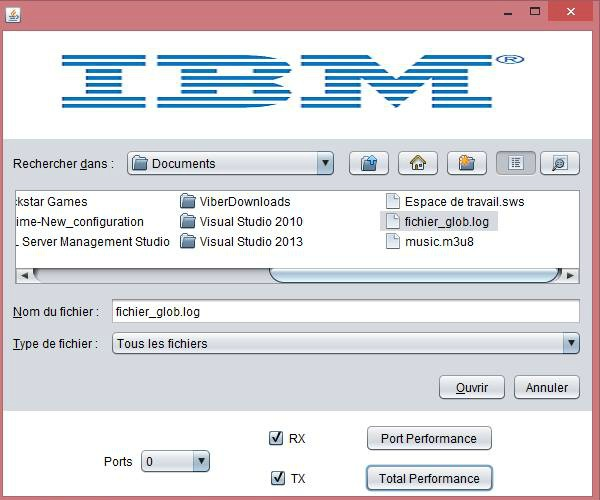 IBM®
Rechercher dans : Documents
ckstar Games ViberDownloads Espace de travail.sws
ime-New_configuration Visual Studio 2010 fichier_glob.log
L Server Management Studio Visual Studio 2013 music.m3u8
Nom du fichier : fichier_glob.log
Type de fichier : Tous les fichiers
Ouvrir Annuler
RX Port Performance
Ports 0
TX Total Performance